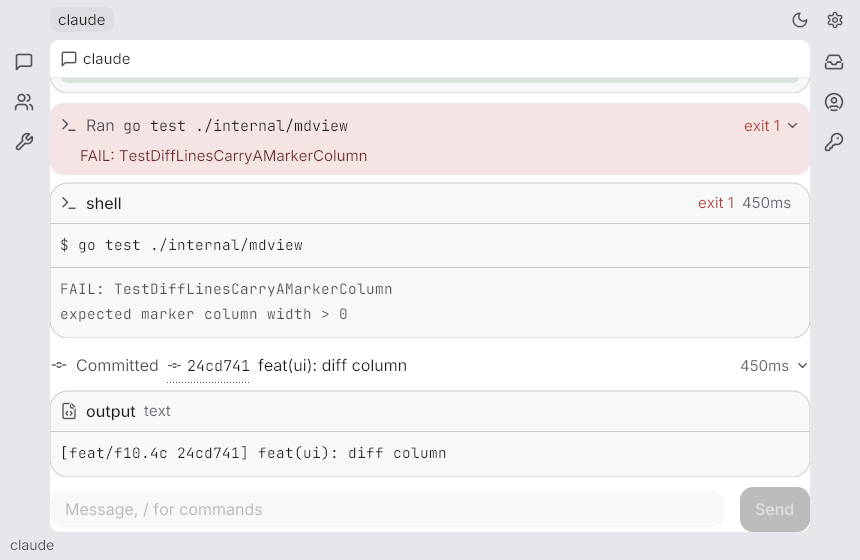 claude
claude
Ran go test ./internal/mdview exit 1
FAIL: TestDiffLinesCarryAMarkerColumn
shell exit 1 450ms
$ go test ./internal/mdview
FAIL: TestDiffLinesCarryAMarkerColumn
expected marker column width > 0
Committed 24cd741 feat(ui): diff column 450ms
output text
[feat/f10.4c 24cd741] feat(ui): diff column
Message, / for commands Send
claude